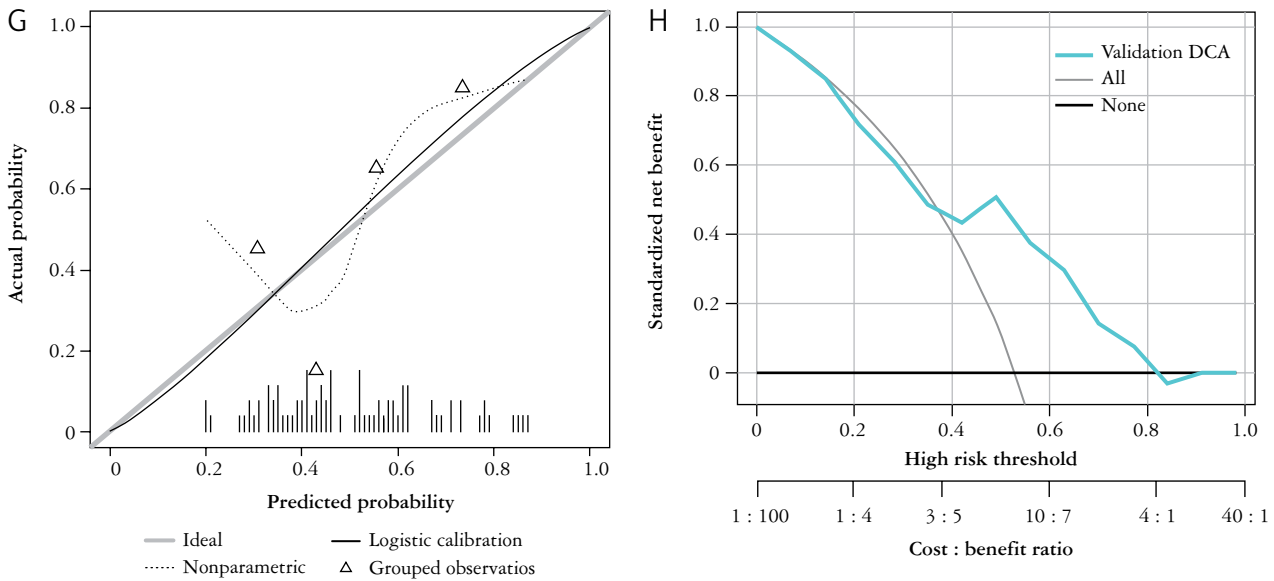 G
1.0
0.8
0.6
0.4
0.2
0
Actual probability
0 0.2 0.4 0.6 0.8 1.0
Predicted probability
Ideal
Logistic calibration
Nonparametric
Grouped observatios
H
1.0
0.8
0.6
0.4
0.2
0
Standardized net benefit
Validation DCA
All
None
0 0.2 0.4 0.6 0.8 1.0
High risk threshold
1 : 100 1 : 4 3 : 5 10 : 7 4 : 1 40 : 1
Cost : benefit ratio